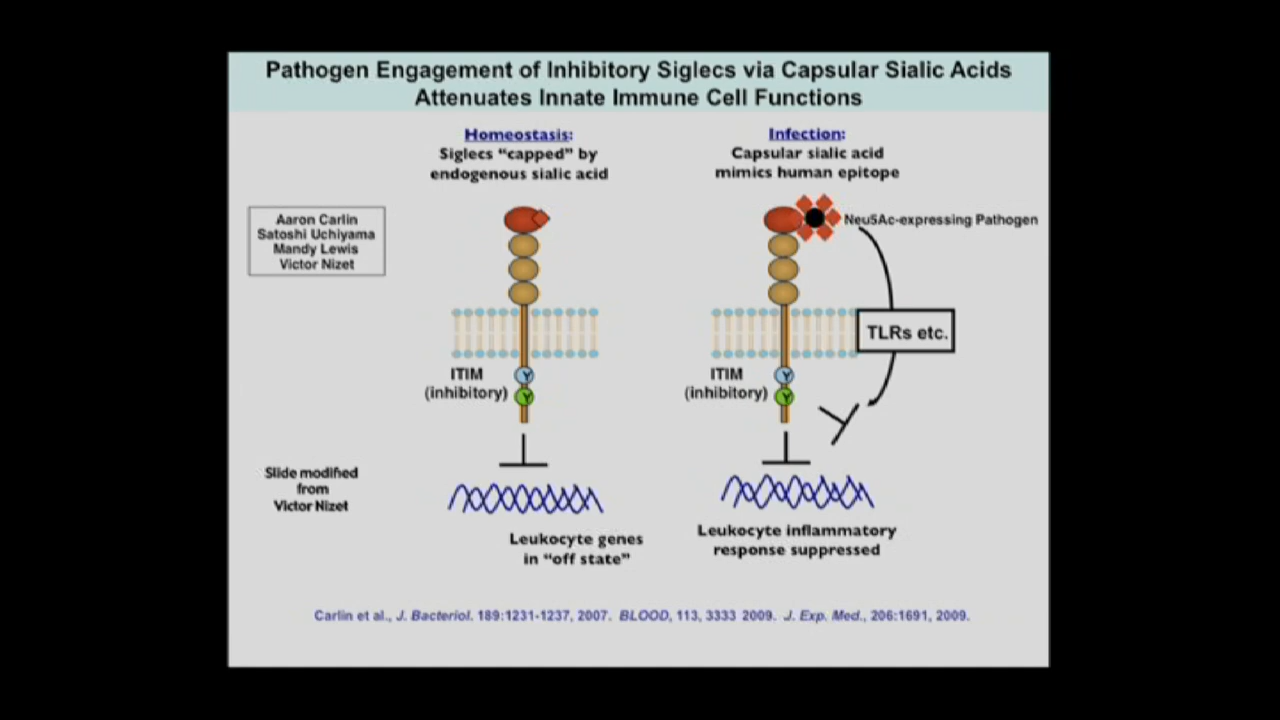 Pathogen Engagement of Inhibitory Siglecs via Capsular Sialic Acids
Attenuates Innate Immune Cell Functions
Homeostasis:
Siglecs “capped” by
endogenous sialic acid
Infection:
Capsular sialic acid
mimics human epitope
Aaron Carlin
Satoshi Uchiyama
Mandy Lewis
Victor Nizet
Neu5Ac-expressing Pathogen
TLRs etc.
ITIM
(inhibitory)
Y
Y
ITIM
(inhibitory)
Y
Y
Slide modified
from
Victor Nizet
Leukocyte genes
in “off state”
Leukocyte inflammatory
response suppressed
Carlin et al., J. Bacteriol. 189:1231-1237, 2007. BLOOD, 113, 3333 2009. J. Exp. Med., 206:1691, 2009.